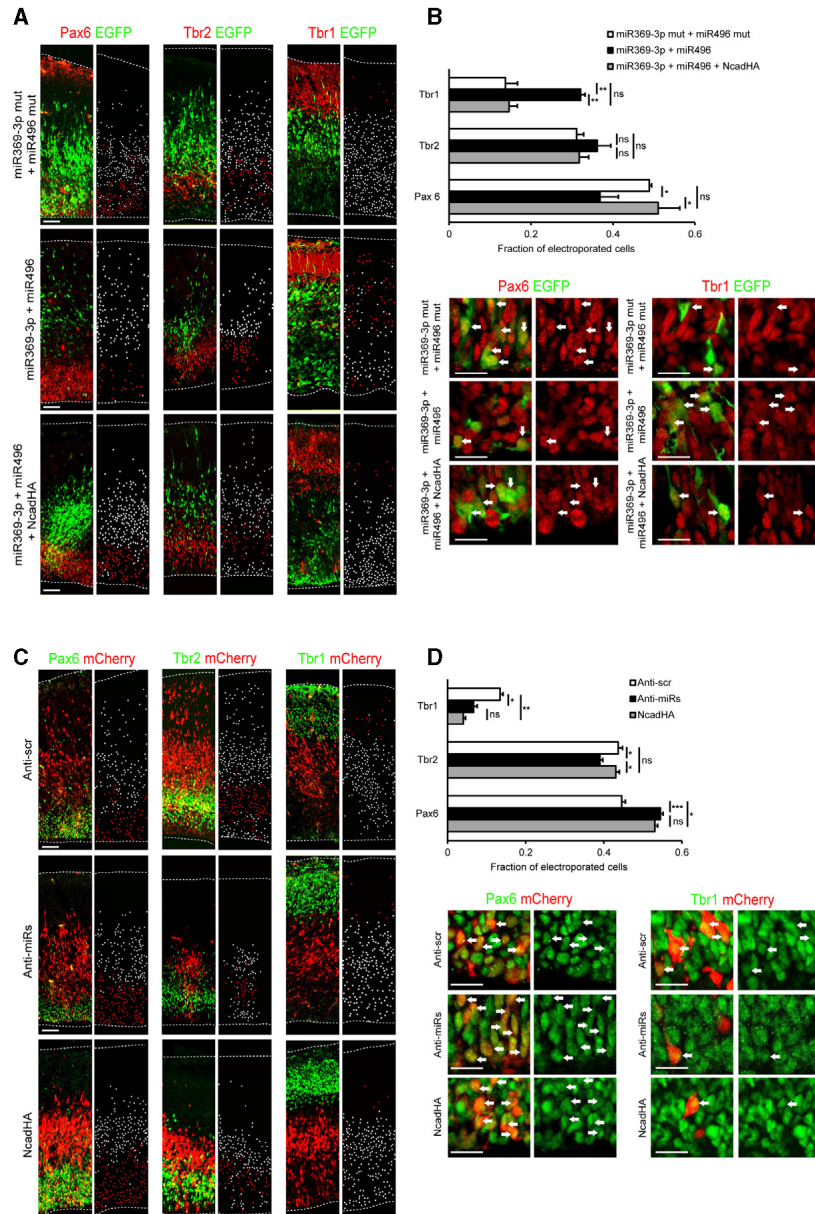 A
Pax6 EGFP
Tbr2 EGFP
Tbr1 EGFP
miR369-3p mut
+ miR496 mut
miR369-3p + miR496
miR369-3p + miR496
+ NcadHA
B
miR369-3p mut + miR496 mut
miR369-3p + miR496
miR369-3p + miR496 + NcadHA
Tbr1
**
**
ns
Tbr2
ns
ns
ns
Pax 6
*
*
ns
0
0.2
0.4
0.6
Fraction of electroporated cells
Pax6 EGFP
Tbr1 EGFP
miR369-3p mut
+ miR496 mut
miR369-3p +
miR496
miR369-3p +
miR496 + NcadHA
miR369-3p mut
+ miR496 mut
miR369-3p +
miR496
miR369-3p +
miR496 + NcadHA
C
Pax6 mCherry
Tbr2 mCherry
Tbr1 mCherry
Anti-scr
Anti-miRs
NcadHA
D
Anti-scr
Anti-miRs
NcadHA
Tbr1
*
ns
**
Tbr2
*
*
ns
Pax6
***
ns
*
0
0.2
0.4
0.6
Fraction of electroporated cells
Pax6 mCherry
Tbr1 mCherry
Anti-scr
Anti-miRs
NcadHA
Anti-scr
Anti-miRs
NcadHA